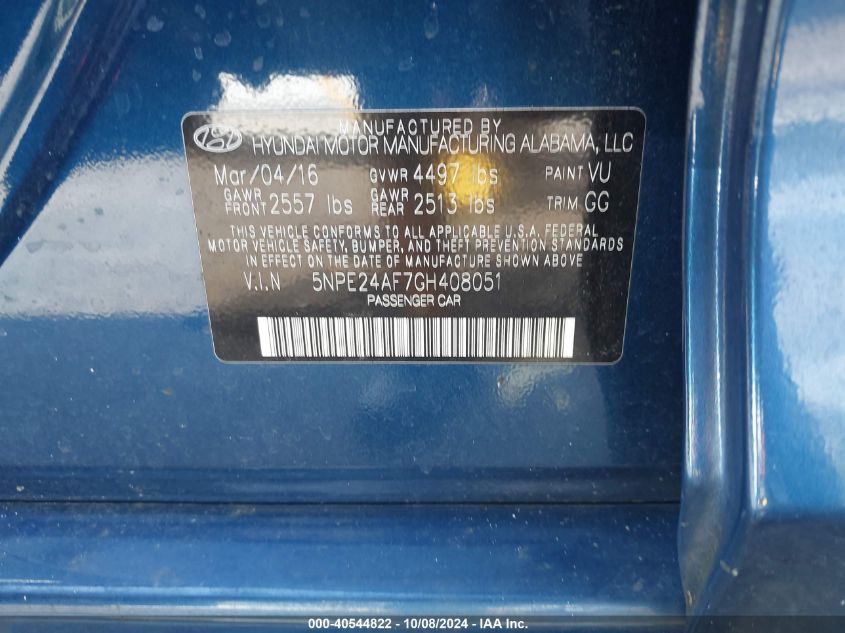 MANUFACTURED BY
HYUNDAI MOTOR MANUFACTURING ALABAMA, LLC
Mar/04/16 GVWR 4497 lbs PAINT VU
GAWR FRONT 2557 lbs GAWR REAR 2513 lbs TRIM GG
THIS VEHICLE CONFORMS TO ALL APPLICABLE U.S.A. FEDERAL
MOTOR VEHICLE SAFETY, BUMPER, AND THEFT PREVENTION STANDARDS
IN EFFECT ON THE DATE OF MANUFACTURE SHOWN ABOVE
V.I.N 5NPE24AF7GH408051
PASSENGER CAR
000-40544822 - 10/08/2024 - IAA Inc.